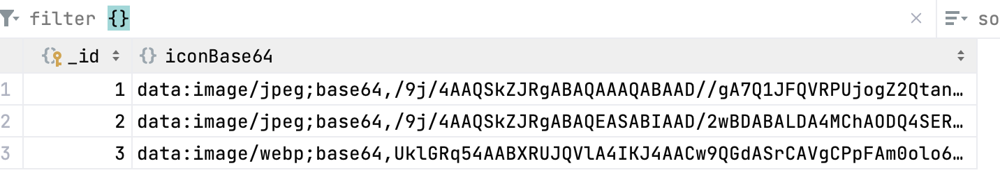 filter {} so
_id iconBase64
1 1 data:image/jpeg;base64,/9j/4AAQSkZJRgABAQAAAQABAAD//gA7Q1JFQVRPUjogZ2Qtan…
2 2 data:image/jpeg;base64,/9j/4AAQSkZJRgABAQEASABIAAD/2wBDABALDA4MChAODQ4SER…
3 3 data:image/webp;base64,UklGRq54AABXRUJQVlA4IKJ4AACw9QGdASrCAVgCPpFAm0olo6…